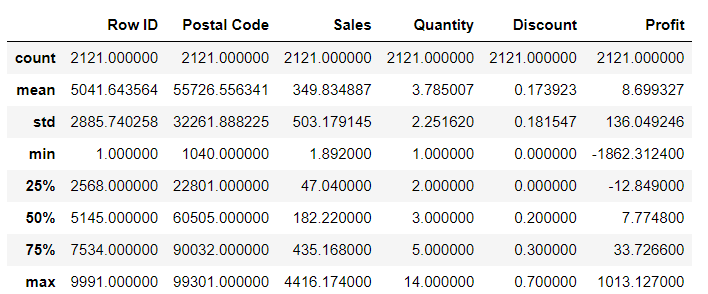 Row ID Postal Code Sales Quantity Discount Profit
count 2121.000000 2121.000000 2121.000000 2121.000000 2121.000000 2121.000000
mean 5041.643564 55726.556341 349.834887 3.785007 0.173923 8.699327
std 2885.740258 32261.888225 503.179145 2.251620 0.181547 136.049246
min 1.000000 1040.000000 1.892000 1.000000 0.000000 -1862.312400
25% 2568.000000 22801.000000 47.040000 2.000000 0.000000 -12.849000
50% 5145.000000 60505.000000 182.220000 3.000000 0.200000 7.774800
75% 7534.000000 90032.000000 435.168000 5.000000 0.300000 33.726600
max 9991.000000 99301.000000 4416.174000 14.000000 0.700000 1013.127000